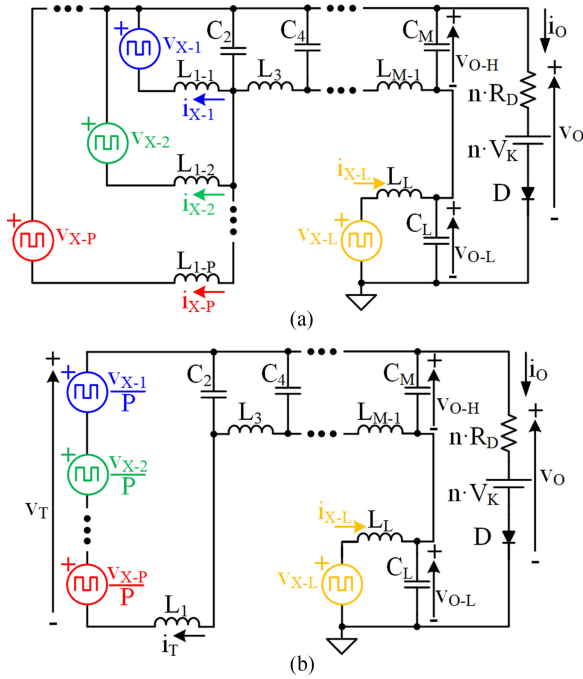 C2 C4 CM iO
+ vX-1 + vO-H - + vO
L1-1 L3 LM-1 n·RD
iX-1
+ vX-2 n·VK
iX-L LL
L1-2 D
iX-2
+ vX-P + vX-L CL + vO-L - -
L1-P
iX-P
(a)
C2 C4 CM iO
+ + vX-1/P + vO-H - +
L3 LM-1 n·RD
+ vX-2/P n·VK vO
iX-L LL
vT D
+ vX-P/P + vX-L CL + vO-L - -
- L1
iT
(b)